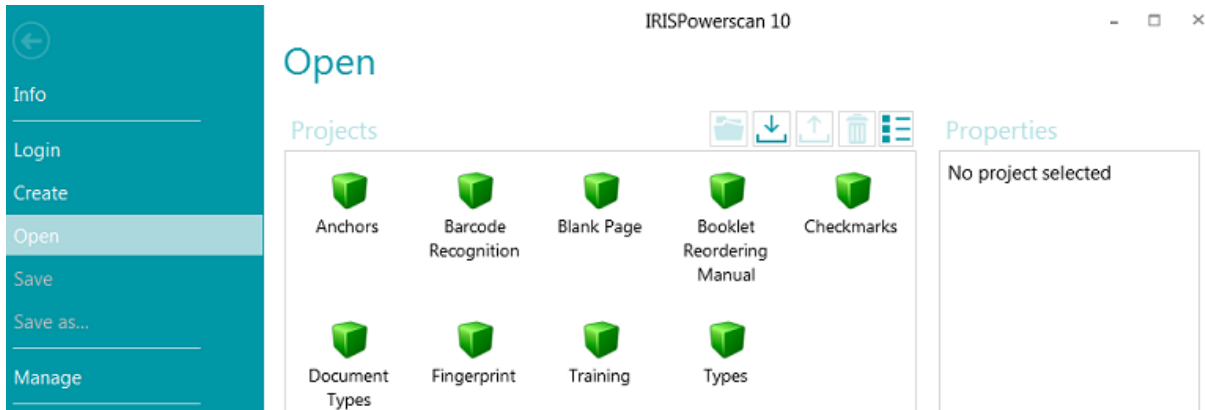 IRISPowerscan 10
Open
Info
Login
Create
Open
Save
Save as...
Manage
Projects
Anchors
Barcode
Recognition
Blank Page
Booklet
Reordering
Manual
Checkmarks
Document
Types
Fingerprint
Training
Types
Properties
No project selected